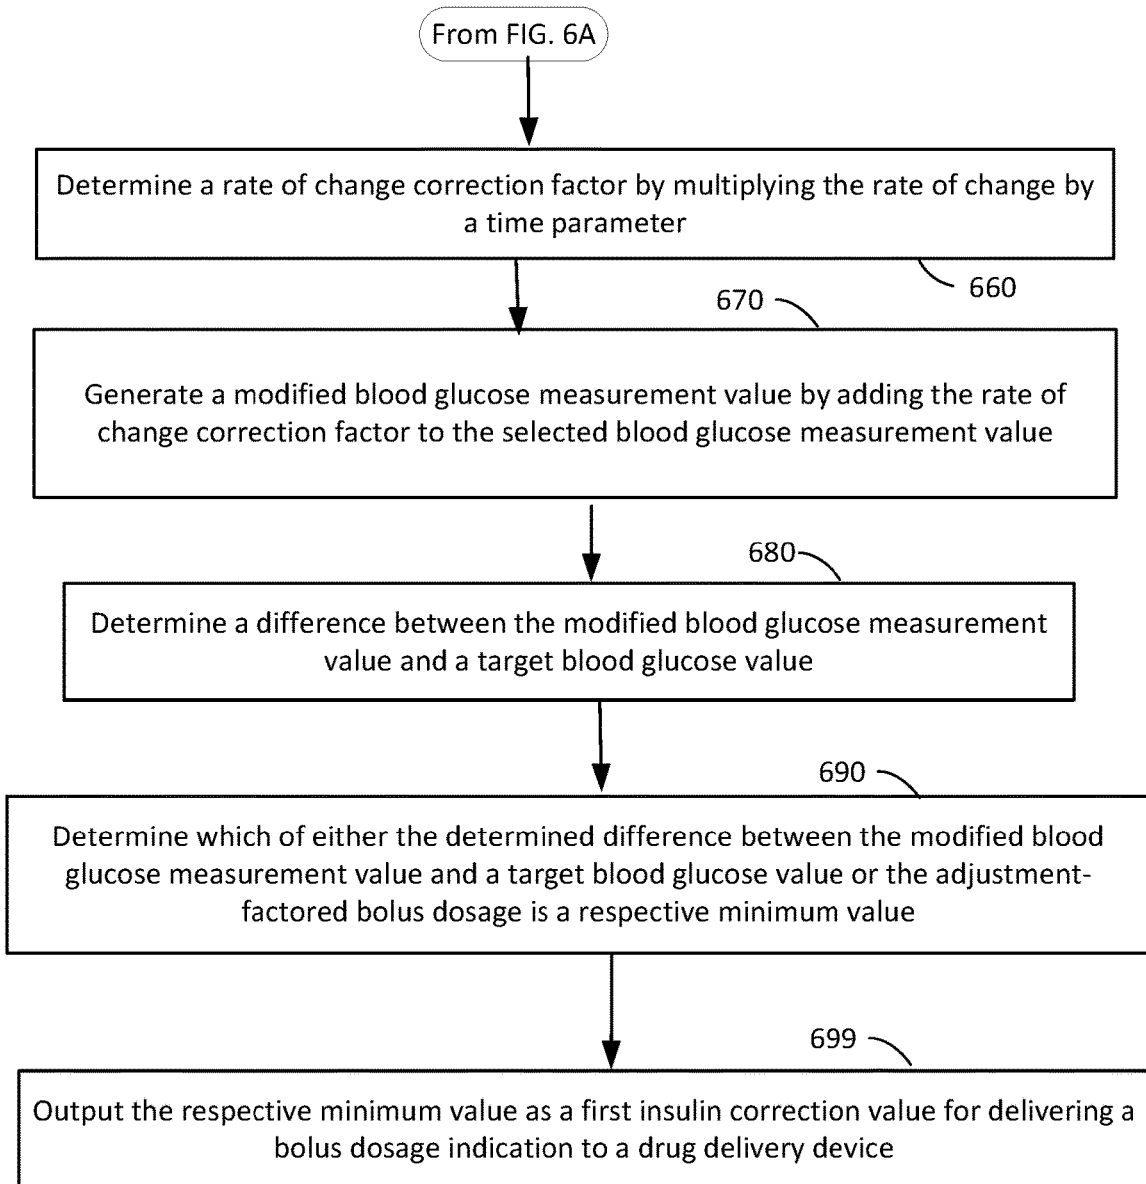 From FIG. 6A
Determine a rate of change correction factor by multiplying the rate of change by
a time parameter
660
670
Generate a modified blood glucose measurement value by adding the rate of
change correction factor to the selected blood glucose measurement value
680
Determine a difference between the modified blood glucose measurement
value and a target blood glucose value
690
Determine which of either the determined difference between the modified blood
glucose measurement value and a target blood glucose value or the adjustment-
factored bolus dosage is a respective minimum value
699
Output the respective minimum value as a first insulin correction value for delivering a
bolus dosage indication to a drug delivery device